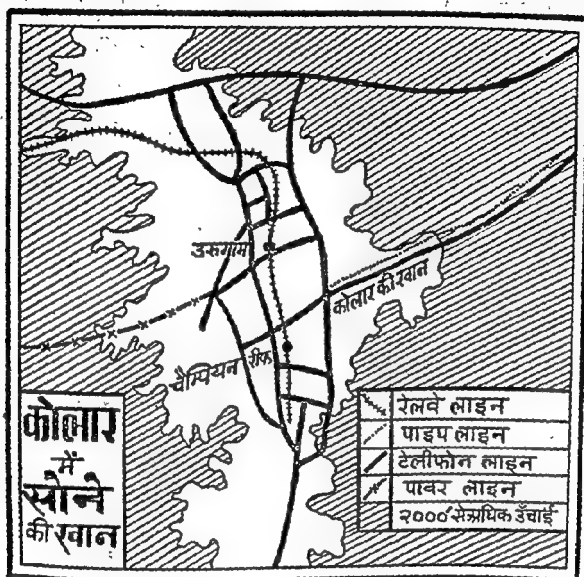 उरुगाम
कोलार की खान
चैम्पियन रीफ
कोलार
में
सोने
की खान
रेलवे लाइन
पाइप लाइन
टेलीफोन लाइन
पावर लाइन
२०००' से अधिक उँचाई